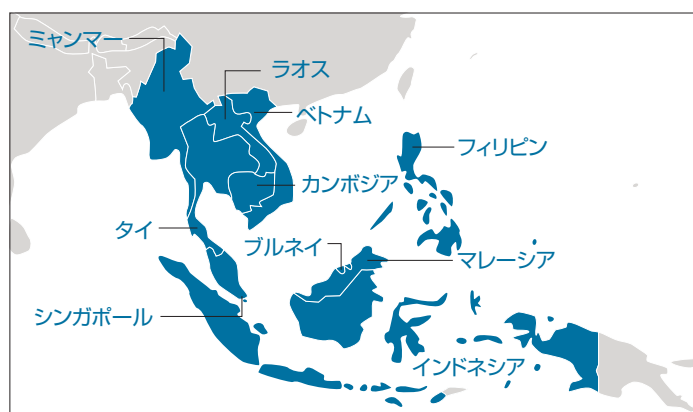 ミャンマー
ラオス
ベトナム
フィリピン
カンボジア
タイ
ブルネイ
マレーシア
シンガポール
インドネシア